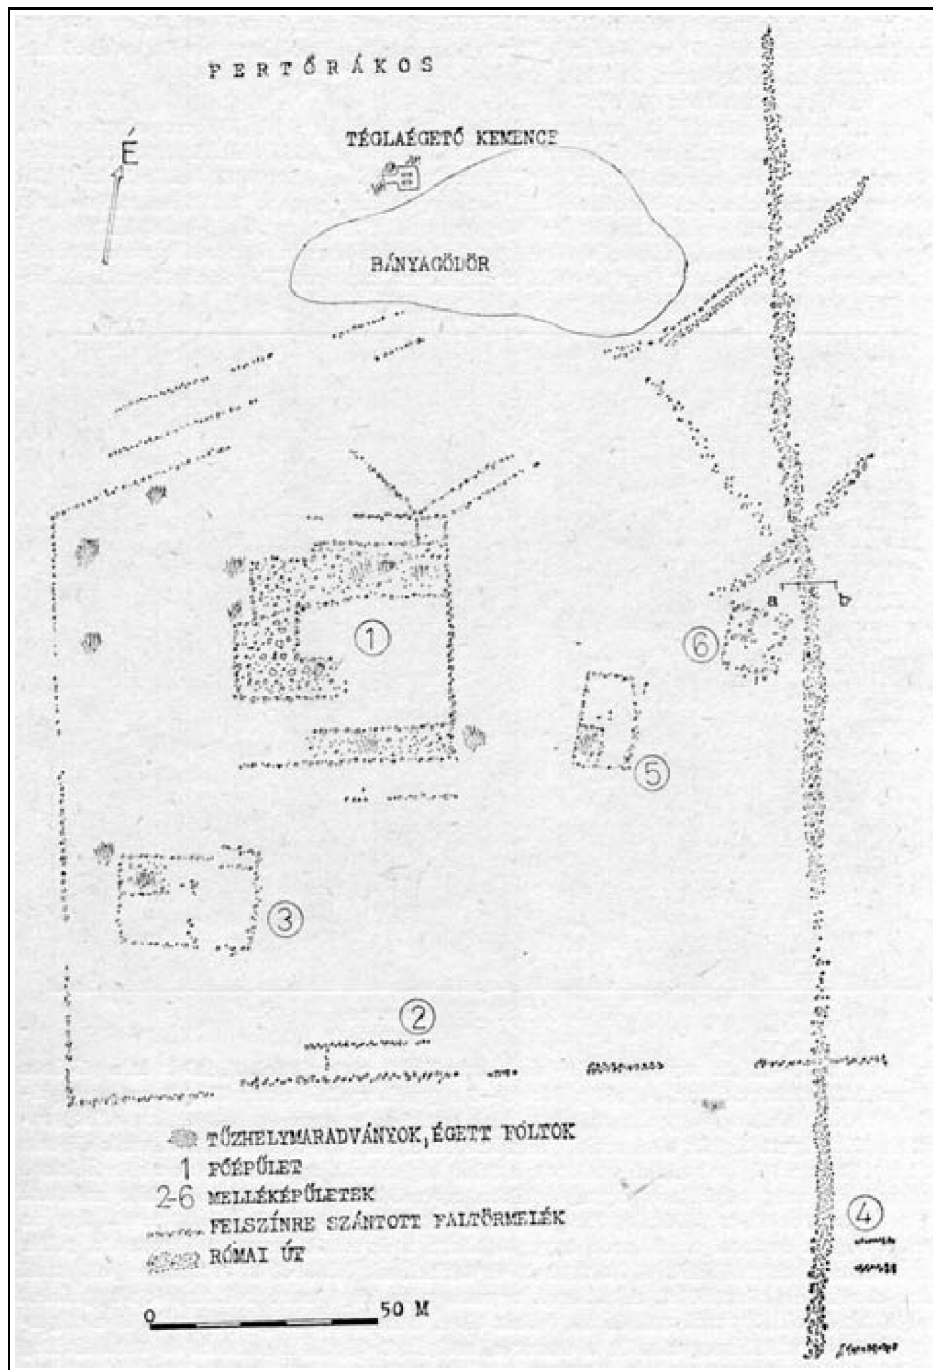 FERTŐRÁKOS
É
TÉGLAÉGETŐ KEMENCE
BÁNYAGÖDÖR
1
a
b
6
5
3
2
TŰZHELYMARADVÁNYOK, ÉGETT FOLTOK
1 FŐÉPÜLET
2-6 MELLÉKÉPÜLETEK
FELSZÍNRE SZÁNTOTT FALTÖRMELÉK
RÓMAI ÚT
4
0
50 M